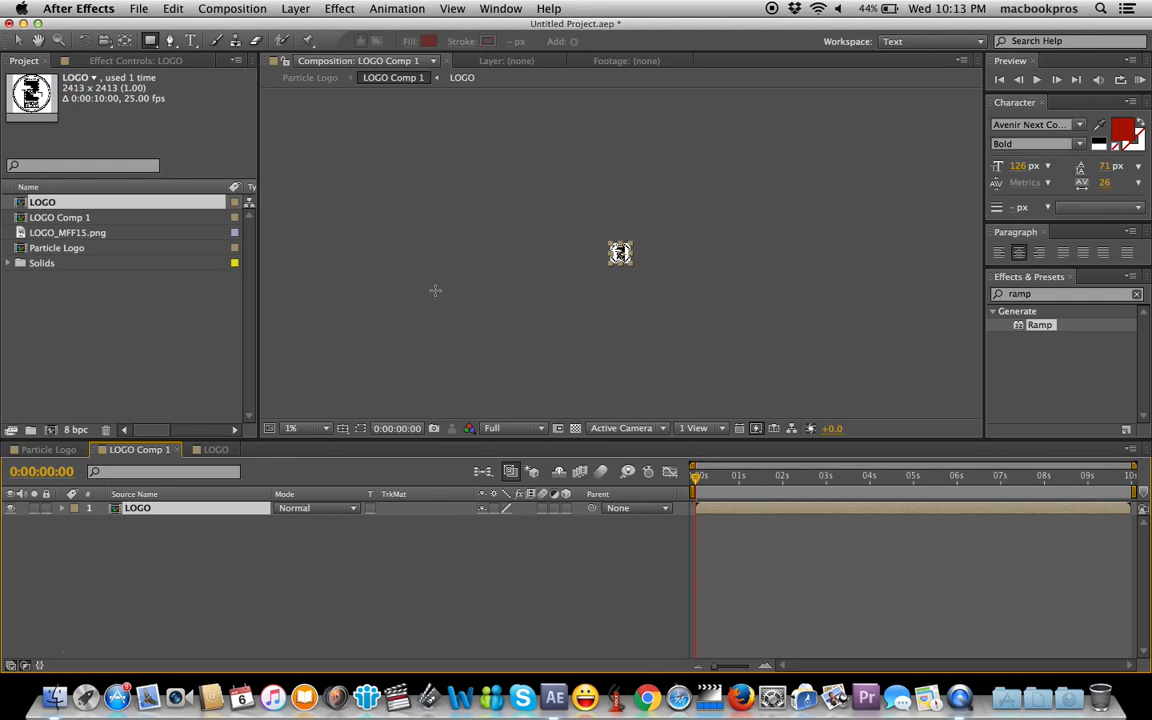 After Effects File Edit Composition Layer Effect Animation View Window Help 44% Wed 10:13 PM macbookpros
Untitled Project.aep *
Fill: Stroke: - px Add: Workspace: Text Search Help
Project Effect Controls: LOGO Composition: LOGO Comp 1 Layer: (none) Footage: (none) Preview
LOGO , used 1 time
2413 x 2413 (1.00)
Δ 0:00:10:00, 25.00 fps
Particle Logo LOGO Comp 1 LOGO
Character
Avenir Next Co...
Bold
126 px 71 px
Metrics 26
- px
Name Ty
LOGO
LOGO Comp 1
LOGO_MFF15.png
Particle Logo
Solids
Paragraph
Effects & Presets
ramp
Generate
Ramp
8 bpc 1% 0:00:00:00 Full Active Camera 1 View +0.0
Particle Logo LOGO Comp 1 LOGO
0:00:00:00 :00s 01s 02s 03s 04s 05s 06s 07s 08s 09s 10s
# Source Name Mode T TrkMat Parent
1 LOGO Normal None